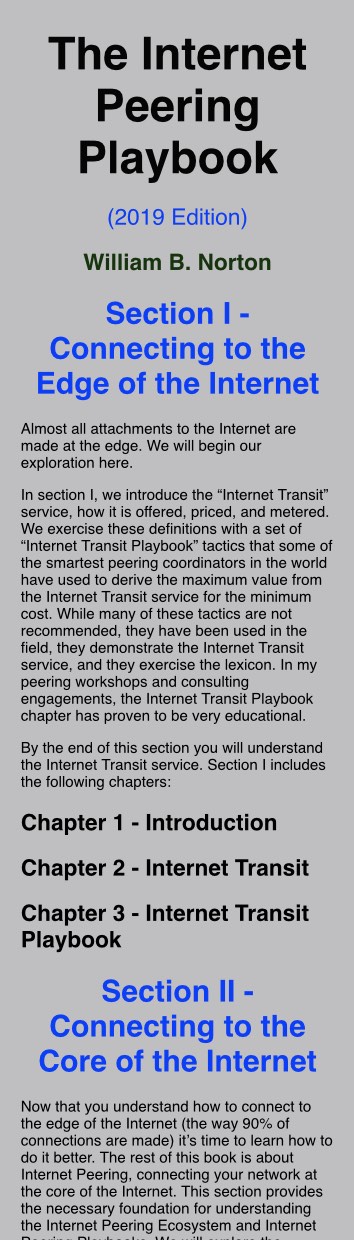 The Internet
Peering
Playbook
(2019 Edition)
William B. Norton
Section I -
Connecting to the
Edge of the Internet
Almost all attachments to the Internet are
made at the edge. We will begin our
exploration here.
In section I, we introduce the “Internet Transit”
service, how it is offered, priced, and metered.
We exercise these definitions with a set of
“Internet Transit Playbook” tactics that some of
the smartest peering coordinators in the world
have used to derive the maximum value from
the Internet Transit service for the minimum
cost. While many of these tactics are not
recommended, they have been used in the
field, they demonstrate the Internet Transit
service, and they exercise the lexicon. In my
peering workshops and consulting
engagements, the Internet Transit Playbook
chapter has proven to be very educational.
By the end of this section you will understand
the Internet Transit service. Section I includes
the following chapters:
Chapter 1 - Introduction
Chapter 2 - Internet Transit
Chapter 3 - Internet Transit
Playbook
Section II -
Connecting to the
Core of the Internet
Now that you understand how to connect to
the edge of the Internet (the way 90% of
connections are made) it’s time to learn how to
do it better. The rest of this book is about
Internet Peering, connecting your network at
the core of the Internet. This section provides
the necessary foundation for understanding
the Internet Peering Ecosystem and Internet
Peering Playbooks. We will explore the